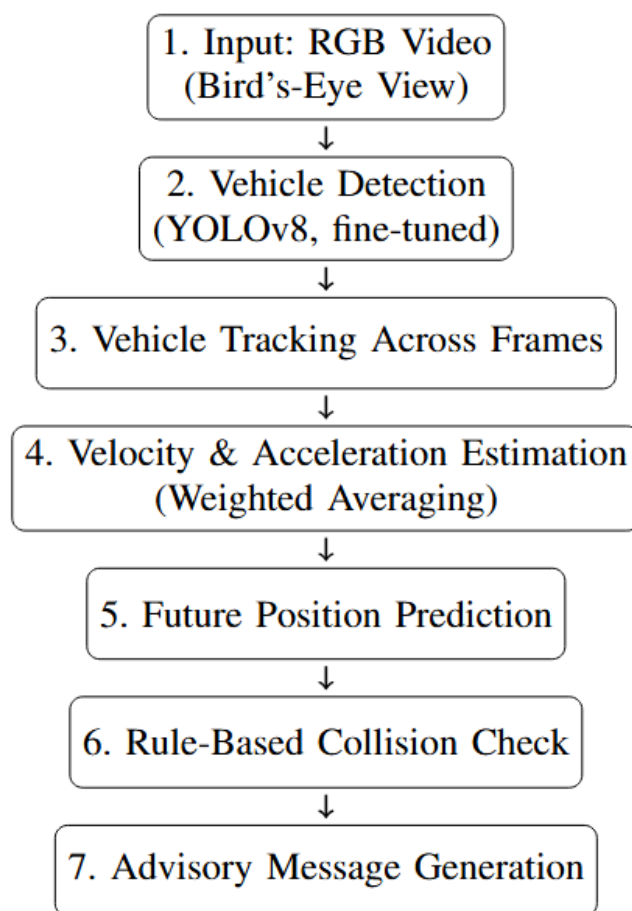 1. Input: RGB Video
(Bird's-Eye View)
↓
2. Vehicle Detection
(YOLOv8, fine-tuned)
↓
3. Vehicle Tracking Across Frames
↓
4. Velocity & Acceleration Estimation
(Weighted Averaging)
↓
5. Future Position Prediction
↓
6. Rule-Based Collision Check
↓
7. Advisory Message Generation